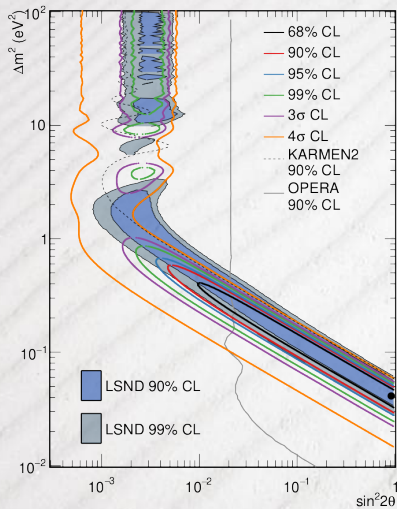 Δm² (eV²)
10²
10
1
10⁻¹
10⁻²
68% CL
90% CL
95% CL
99% CL
3σ CL
4σ CL
KARMEN2
90% CL
OPERA
90% CL
LSND 90% CL
LSND 99% CL
10⁻³ 10⁻² 10⁻¹ 1
sin²2θ